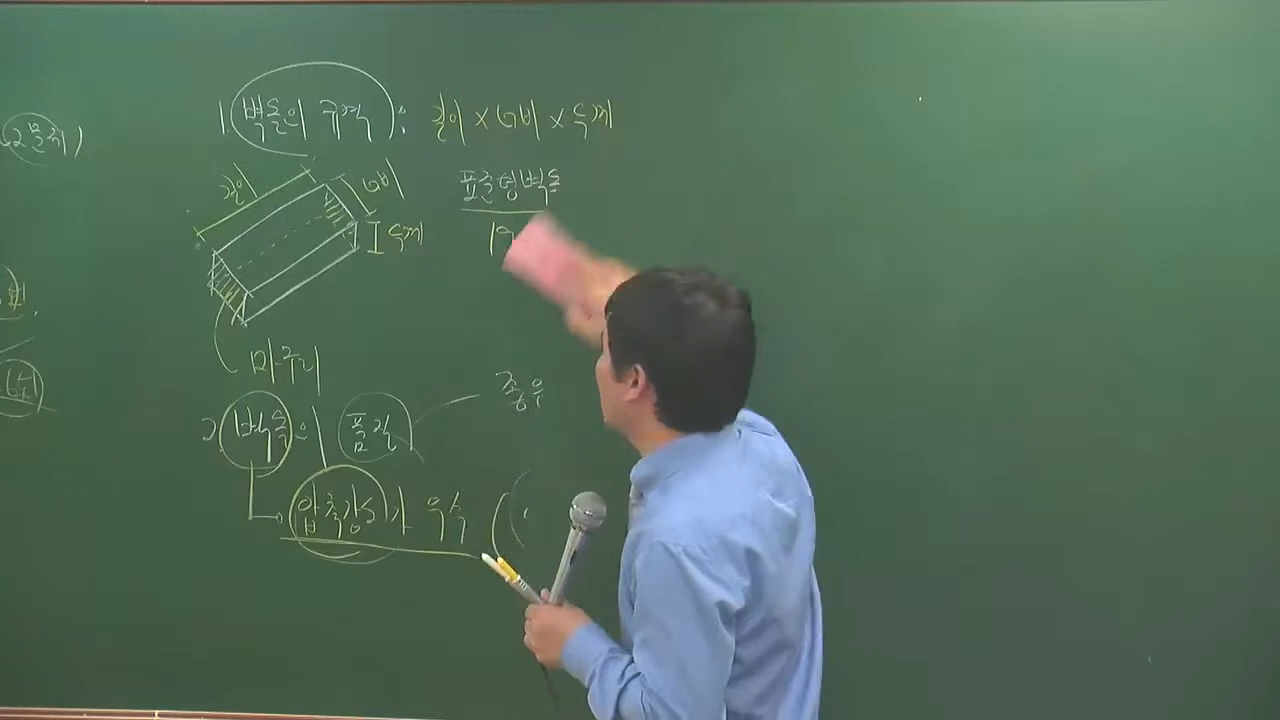 1. 벽돌의 규격 : 길이 x 너비 x 두께
표준형벽돌
19
길이
너비
두께
마구리
2. 벽돌의 품질
종류
압축강도가 우수